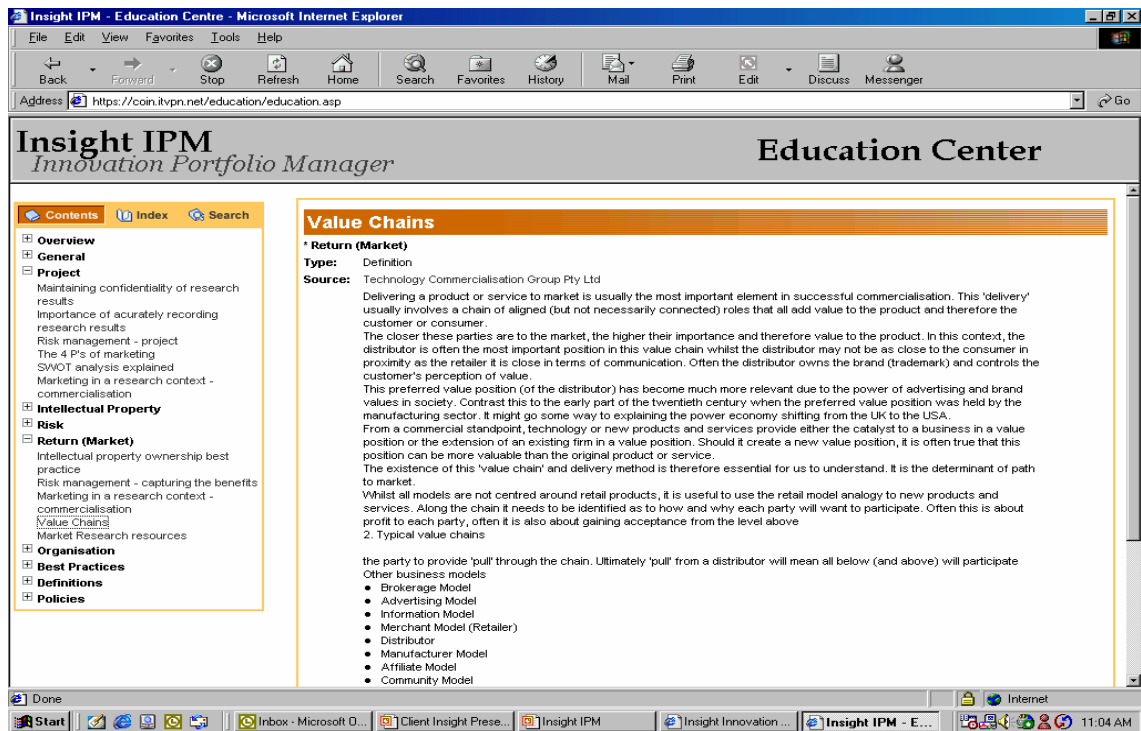 Insight IPM - Education Centre - Microsoft Internet Explorer
File Edit View Favorites Tools Help
Back Forward Stop Refresh Home Search Favorites History Mail Print Edit Discuss Messenger
Address https://coin.itvpn.net/education/education.asp Go
Insight IPM
Innovation Portfolio Manager
Education Center
Contents Index Search
Overview
General
Project
Maintaining confidentiality of research
results
Importance of acurately recording
research results
Risk management - project
The 4 P's of marketing
SWOT analysis explained
Marketing in a research context -
commercialisation
Intellectual Property
Risk
Return (Market)
Intellectual property ownership best
practice
Risk management - capturing the benefits
Marketing in a research context -
commercialisation
Value Chains
Market Research resources
Organisation
Best Practices
Definitions
Policies
Value Chains
* Return (Market)
Type: Definition
Source: Technology Commercialisation Group Pty Ltd
Delivering a product or service to market is usually the most important element in successful commercialisation. This 'delivery'
usually involves a chain of aligned (but not necessarily connected) roles that all add value to the product and therefore the
customer or consumer.
The closer these parties are to the market, the higher their importance and therefore value to the product. In this context, the
distributor is often the most important position in this value chain whilst the distributor may not be as close to the consumer in
proximity as the retailer it is close in terms of communication. Often the distributor owns the brand (trademark) and controls the
customer's perception of value.
This preferred value position (of the distributor) has become much more relevant due to the power of advertising and brand
values in society. Contrast this to the early part of the twentieth century when the preferred value position was held by the
manufacturing sector. It might go some way to explaining the power economy shifting from the UK to the USA.
From a commercial standpoint, technology or new products and services provide either the catalyst to a business in a value
position or the extension of an existing firm in a value position. Should it create a new value position, it is often true that this
position can be more valuable than the original product or service.
The existence of this 'value chain' and delivery method is therefore essential for us to understand. It is the determinant of path
to market.
Whilst all models are not centred around retail products, it is useful to use the retail model analogy to new products and
services. Along the chain it needs to be identified as to how and why each party will want to participate. Often this is about
profit to each party, often it is also about gaining acceptance from the level above
2. Typical value chains
the party to provide 'pull' through the chain. Ultimately 'pull' from a distributor will mean all below (and above) will participate
Other business models
● Brokerage Model
● Advertising Model
● Information Model
● Merchant Model (Retailer)
● Distributor
● Manufacturer Model
● Affiliate Model
● Community Model
Done Internet
Start Inbox - Microsoft O... Client Insight Prese... Insight IPM Insight Innovation ... Insight IPM - E... 11:04 AM